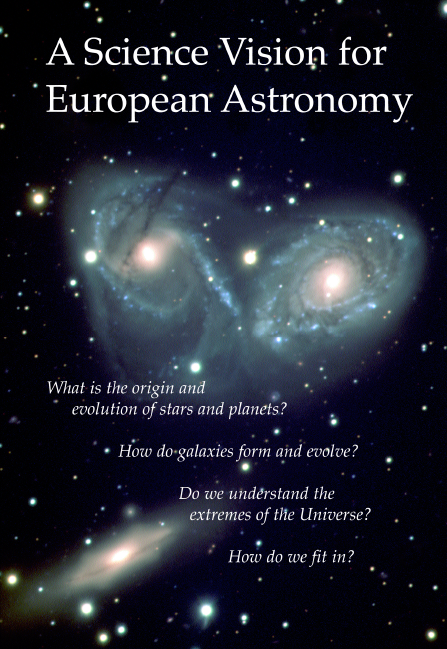 A Science Vision for
European Astronomy
What is the origin and
evolution of stars and planets?
How do galaxies form and evolve?
Do we understand the
extremes of the Universe?
How do we fit in?